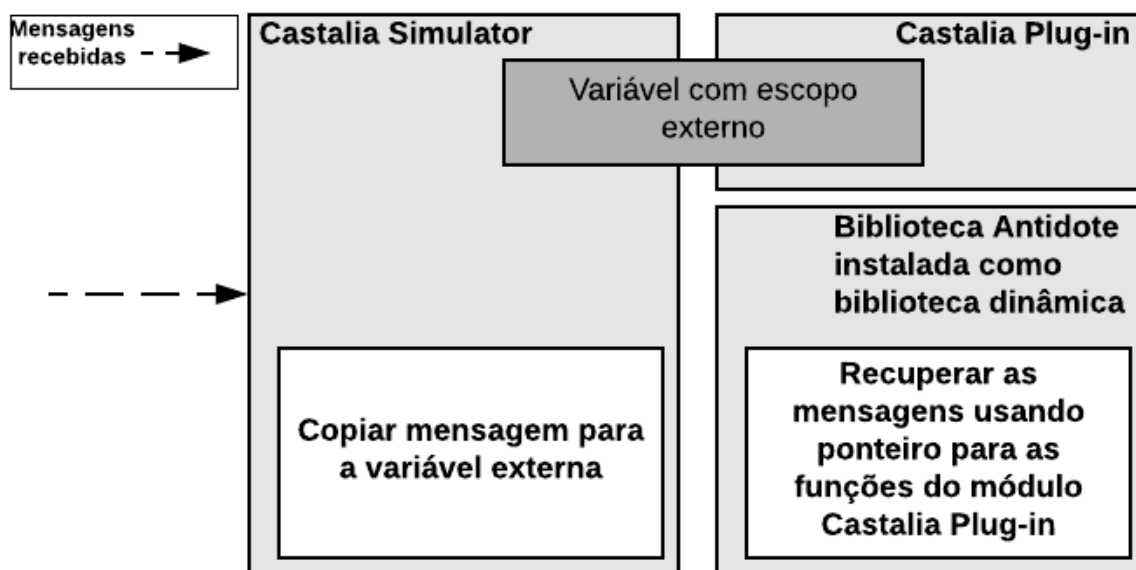 Mensagens
recebidas
Castalia Simulator
Castalia Plug-in
Variável com escopo
externo
Biblioteca Antidote
instalada como
biblioteca dinâmica
Copiar mensagem para
a variável externa
Recuperar as
mensagens usando
ponteiro para as
funções do módulo
Castalia Plug-in